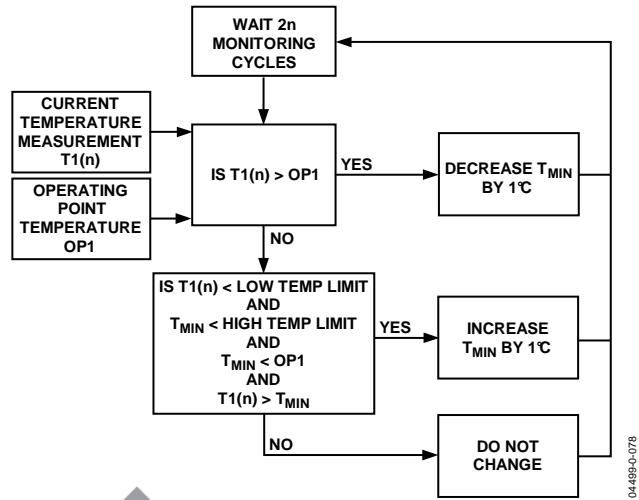 WAIT 2n
MONITORING
CYCLES
CURRENT
TEMPERATURE
MEASUREMENT
T1(n)
OPERATING
POINT
TEMPERATURE
OP1
IS T1(n) > OP1
YES
DECREASE TMIN
BY 1°C
NO
IS T1(n) < LOW TEMP LIMIT
AND
TMIN < HIGH TEMP LIMIT
AND
TMIN < OP1
AND
T1(n) > TMIN
YES
INCREASE
TMIN BY 1°C
NO
DO NOT
CHANGE
04499-0-078